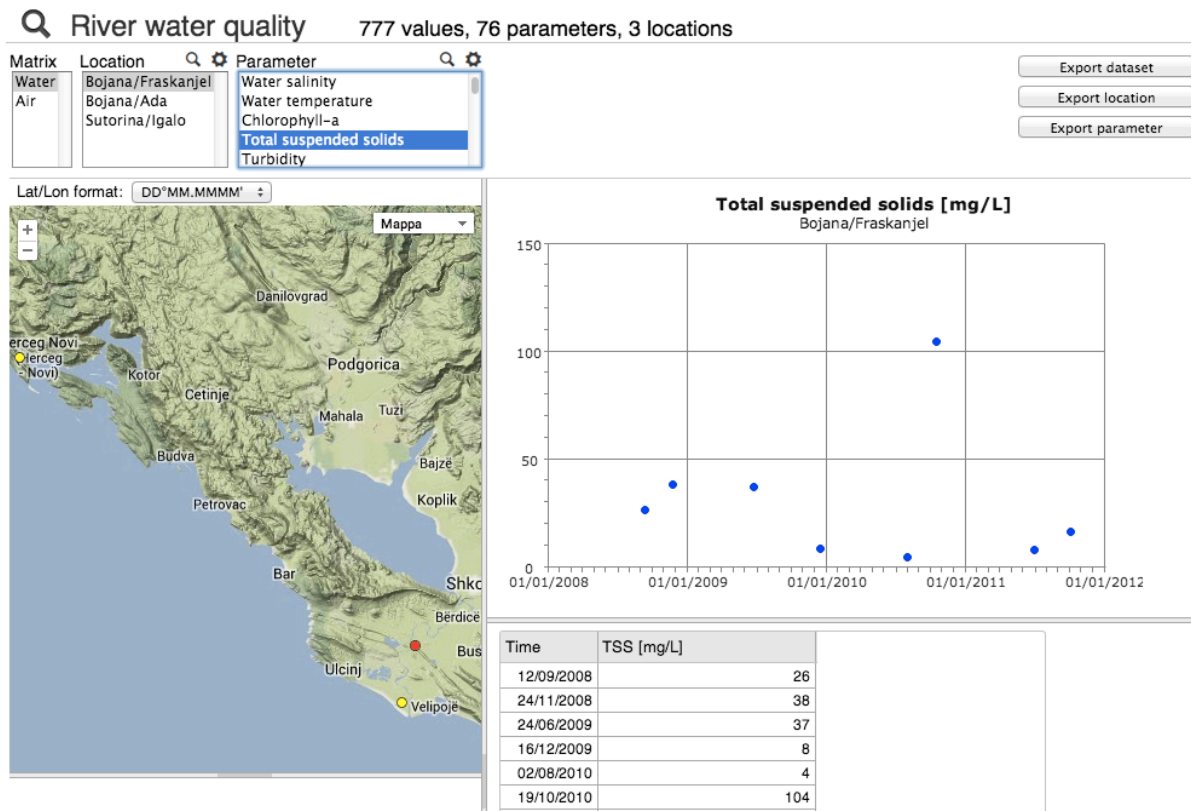 River water quality 777 values, 76 parameters, 3 locations
Matrix Location Parameter
Water
Air
Bojana/Fraskanjel
Bojana/Ada
Sutorina/Igalo
Water salinity
Water temperature
Chlorophyll-a
Total suspended solids
Turbidity
Export dataset
Export location
Export parameter
Lat/Lon format: DD°MM.MMMM'
+
−
Mappa
Danilovgrad
erceg Novi
Herceg
- Novi)
Kotor
Podgorica
Cetinje
Mahala
Tuzi
Budva
Bajzë
Koplik
Petrovac
Bar
Shko
Bërdicë
Bus
Ulcinj
Velipojë
Total suspended solids [mg/L]
Bojana/Fraskanjel
150
100
50
0
01/01/2008 01/01/2009 01/01/2010 01/01/2011 01/01/2012
Time TSS [mg/L]
12/09/2008 26
24/11/2008 38
24/06/2009 37
16/12/2009 8
02/08/2010 4
19/10/2010 104